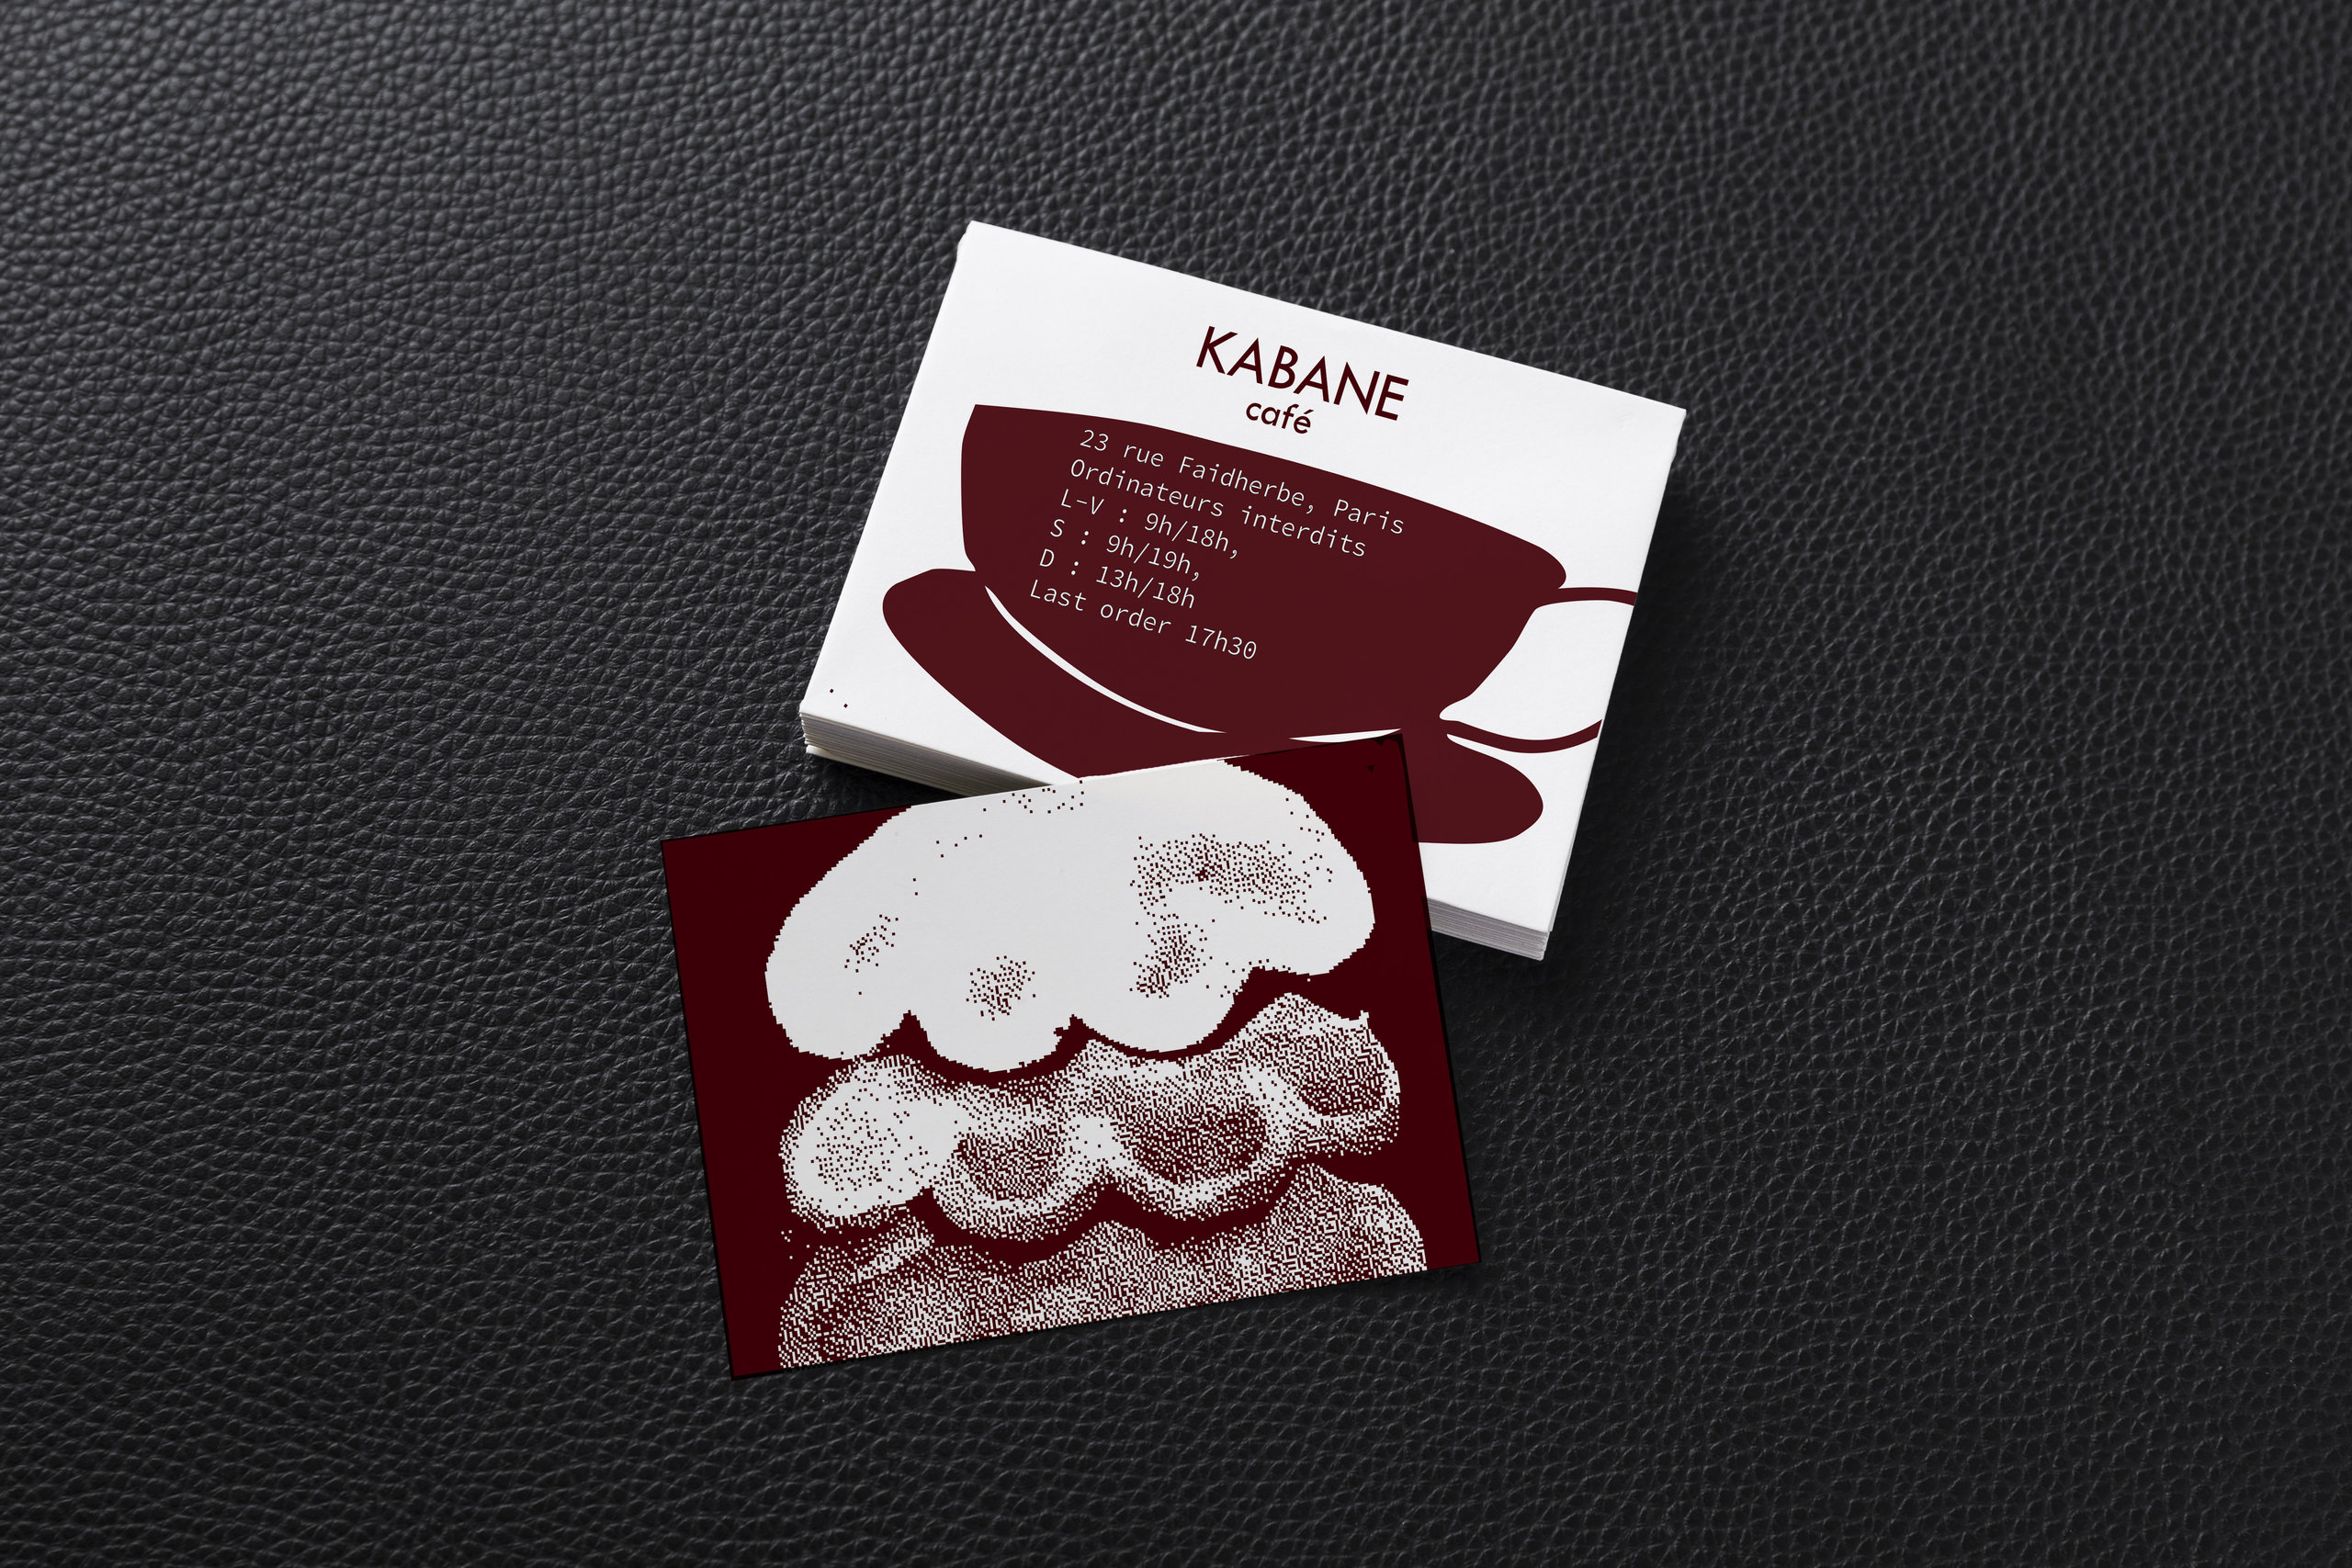 KABANE
café
23 rue Faidherbe, Paris
Ordinateurs interdits
L-V : 9h/18h,
S : 9h/19h,
D : 13h/18h
Last order 17h30